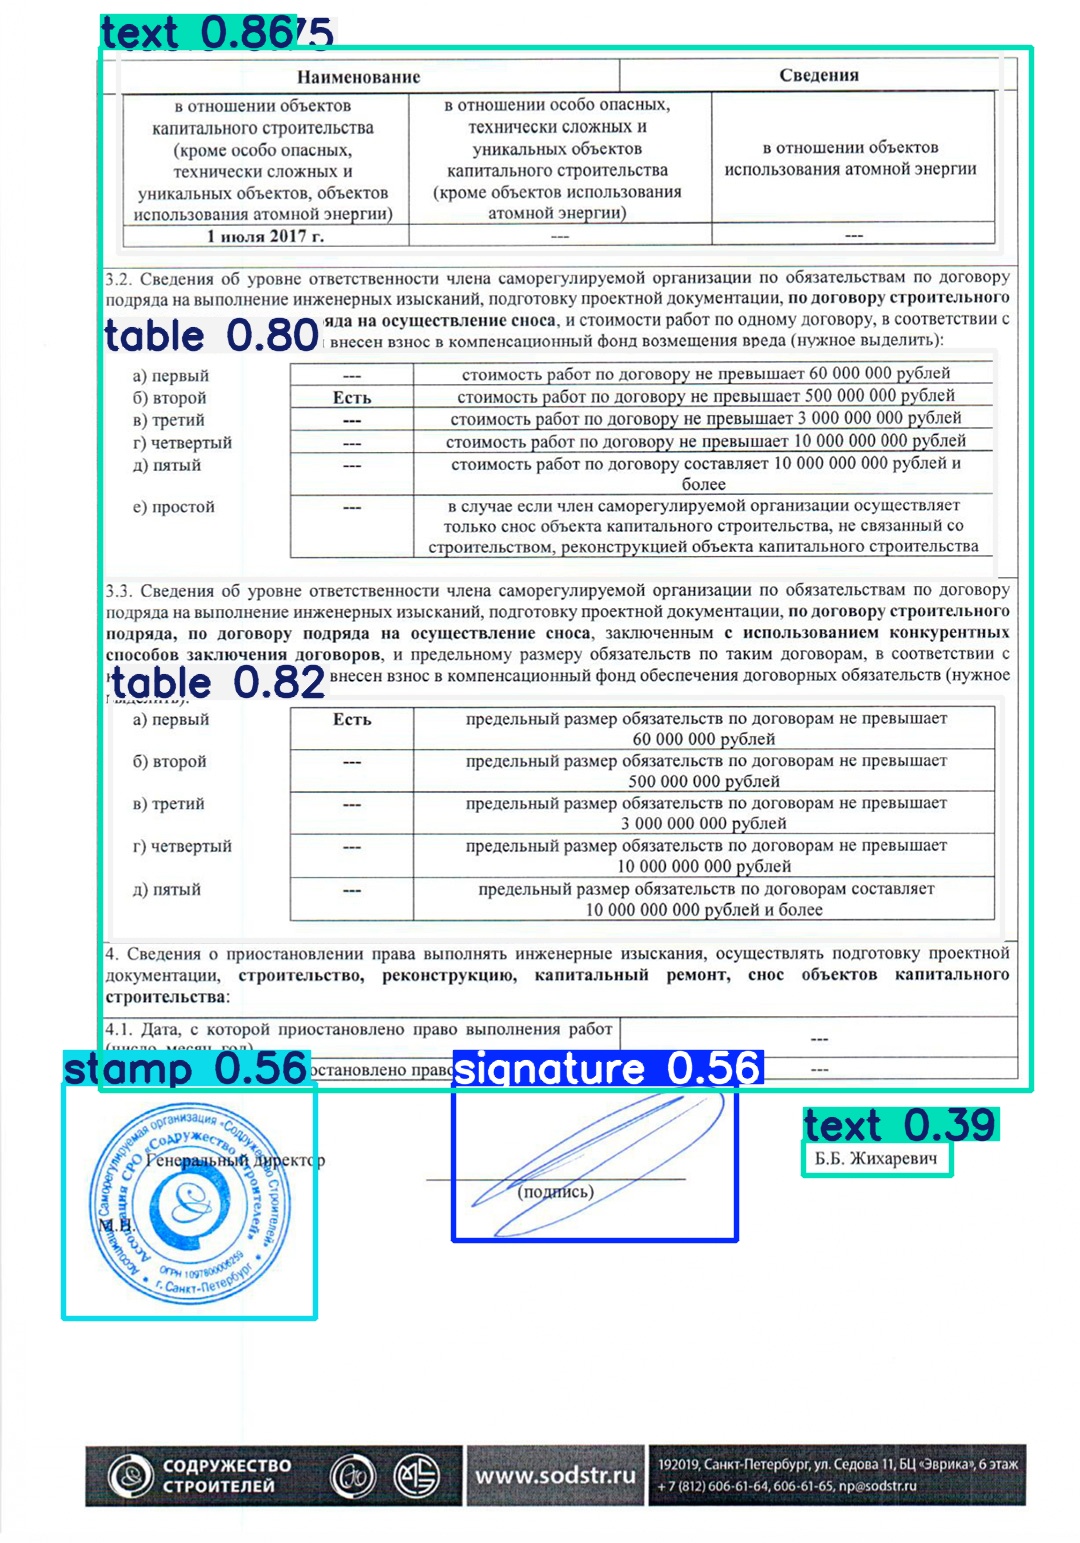 text 0.86
75
Наименование
Сведения
в отношении объектов
капитального строительства
(кроме особо опасных,
технически сложных и
уникальных объектов, объектов
использования атомной энергии)
в отношении особо опасных,
технически сложных и
уникальных объектов
капитального строительства
(кроме объектов использования
атомной энергии)
в отношении объектов
использования атомной энергии
1 июля 2017 г.
---
---
3.2. Сведения об уровне ответственности члена саморегулируемой организации по обязательствам по договору
подряда на выполнение инженерных изысканий, подготовку проектной документации, по договору строительного
на осуществление сноса, и стоимости работ по одному договору, в соответствии с
table 0.80
внесен взнос в компенсационный фонд возмещения вреда (нужное выделить):
а) первый --- стоимость работ по договору не превышает 60 000 000 рублей
б) второй Есть стоимость работ по договору не превышает 500 000 000 рублей
в) третий --- стоимость работ по договору не превышает 3 000 000 000 рублей
г) четвертый --- стоимость работ по договору не превышает 10 000 000 000 рублей
д) пятый --- стоимость работ по договору составляет 10 000 000 000 рублей и
более
е) простой --- в случае если член саморегулируемой организации осуществляет
только снос объекта капитального строительства, не связанный со
строительством, реконструкцией объекта капитального строительства
3.3. Сведения об уровне ответственности члена саморегулируемой организации по обязательствам по договору
подряда на выполнение инженерных изысканий, подготовку проектной документации, по договору строительного
подряда, по договору подряда на осуществление сноса, заключенным с использованием конкурентных
способов заключения договоров, и предельному размеру обязательств по таким договорам, в соответствии с
table 0.82
внесен взнос в компенсационный фонд обеспечения договорных обязательств (нужное
а) первый Есть предельный размер обязательств по договорам не превышает
60 000 000 рублей
б) второй --- предельный размер обязательств по договорам не превышает
500 000 000 рублей
в) третий --- предельный размер обязательств по договорам не превышает
3 000 000 000 рублей
г) четвертый --- предельный размер обязательств по договорам не превышает
10 000 000 000 рублей
д) пятый --- предельный размер обязательств по договорам составляет
10 000 000 000 рублей и более
4. Сведения о приостановлении права выполнять инженерные изыскания, осуществлять подготовку проектной
документации, строительство, реконструкцию, капитальный ремонт, снос объектов капитального
строительства:
4.1. Дата, с которой приостановлено право выполнения работ
(число, месяц, год)
---
stamp 0.56
signature 0.56
---
text 0.39
Генеральный директор
(подпись)
Б.Б. Жихаревич
М.П.
Ассоциация Саморегулируемая организация «Содружество Строителей»
Ассоциация СРО «Содружество Строителей»
г. Санкт-Петербург
СОДРУЖЕСТВО
СТРОИТЕЛЕЙ
www.sodstr.ru
192019, Санкт-Петербург, ул. Седова 11, БЦ «Эврика», 6 этаж
+ 7 (812) 606-61-64, 606-61-65, np@sodstr.ru